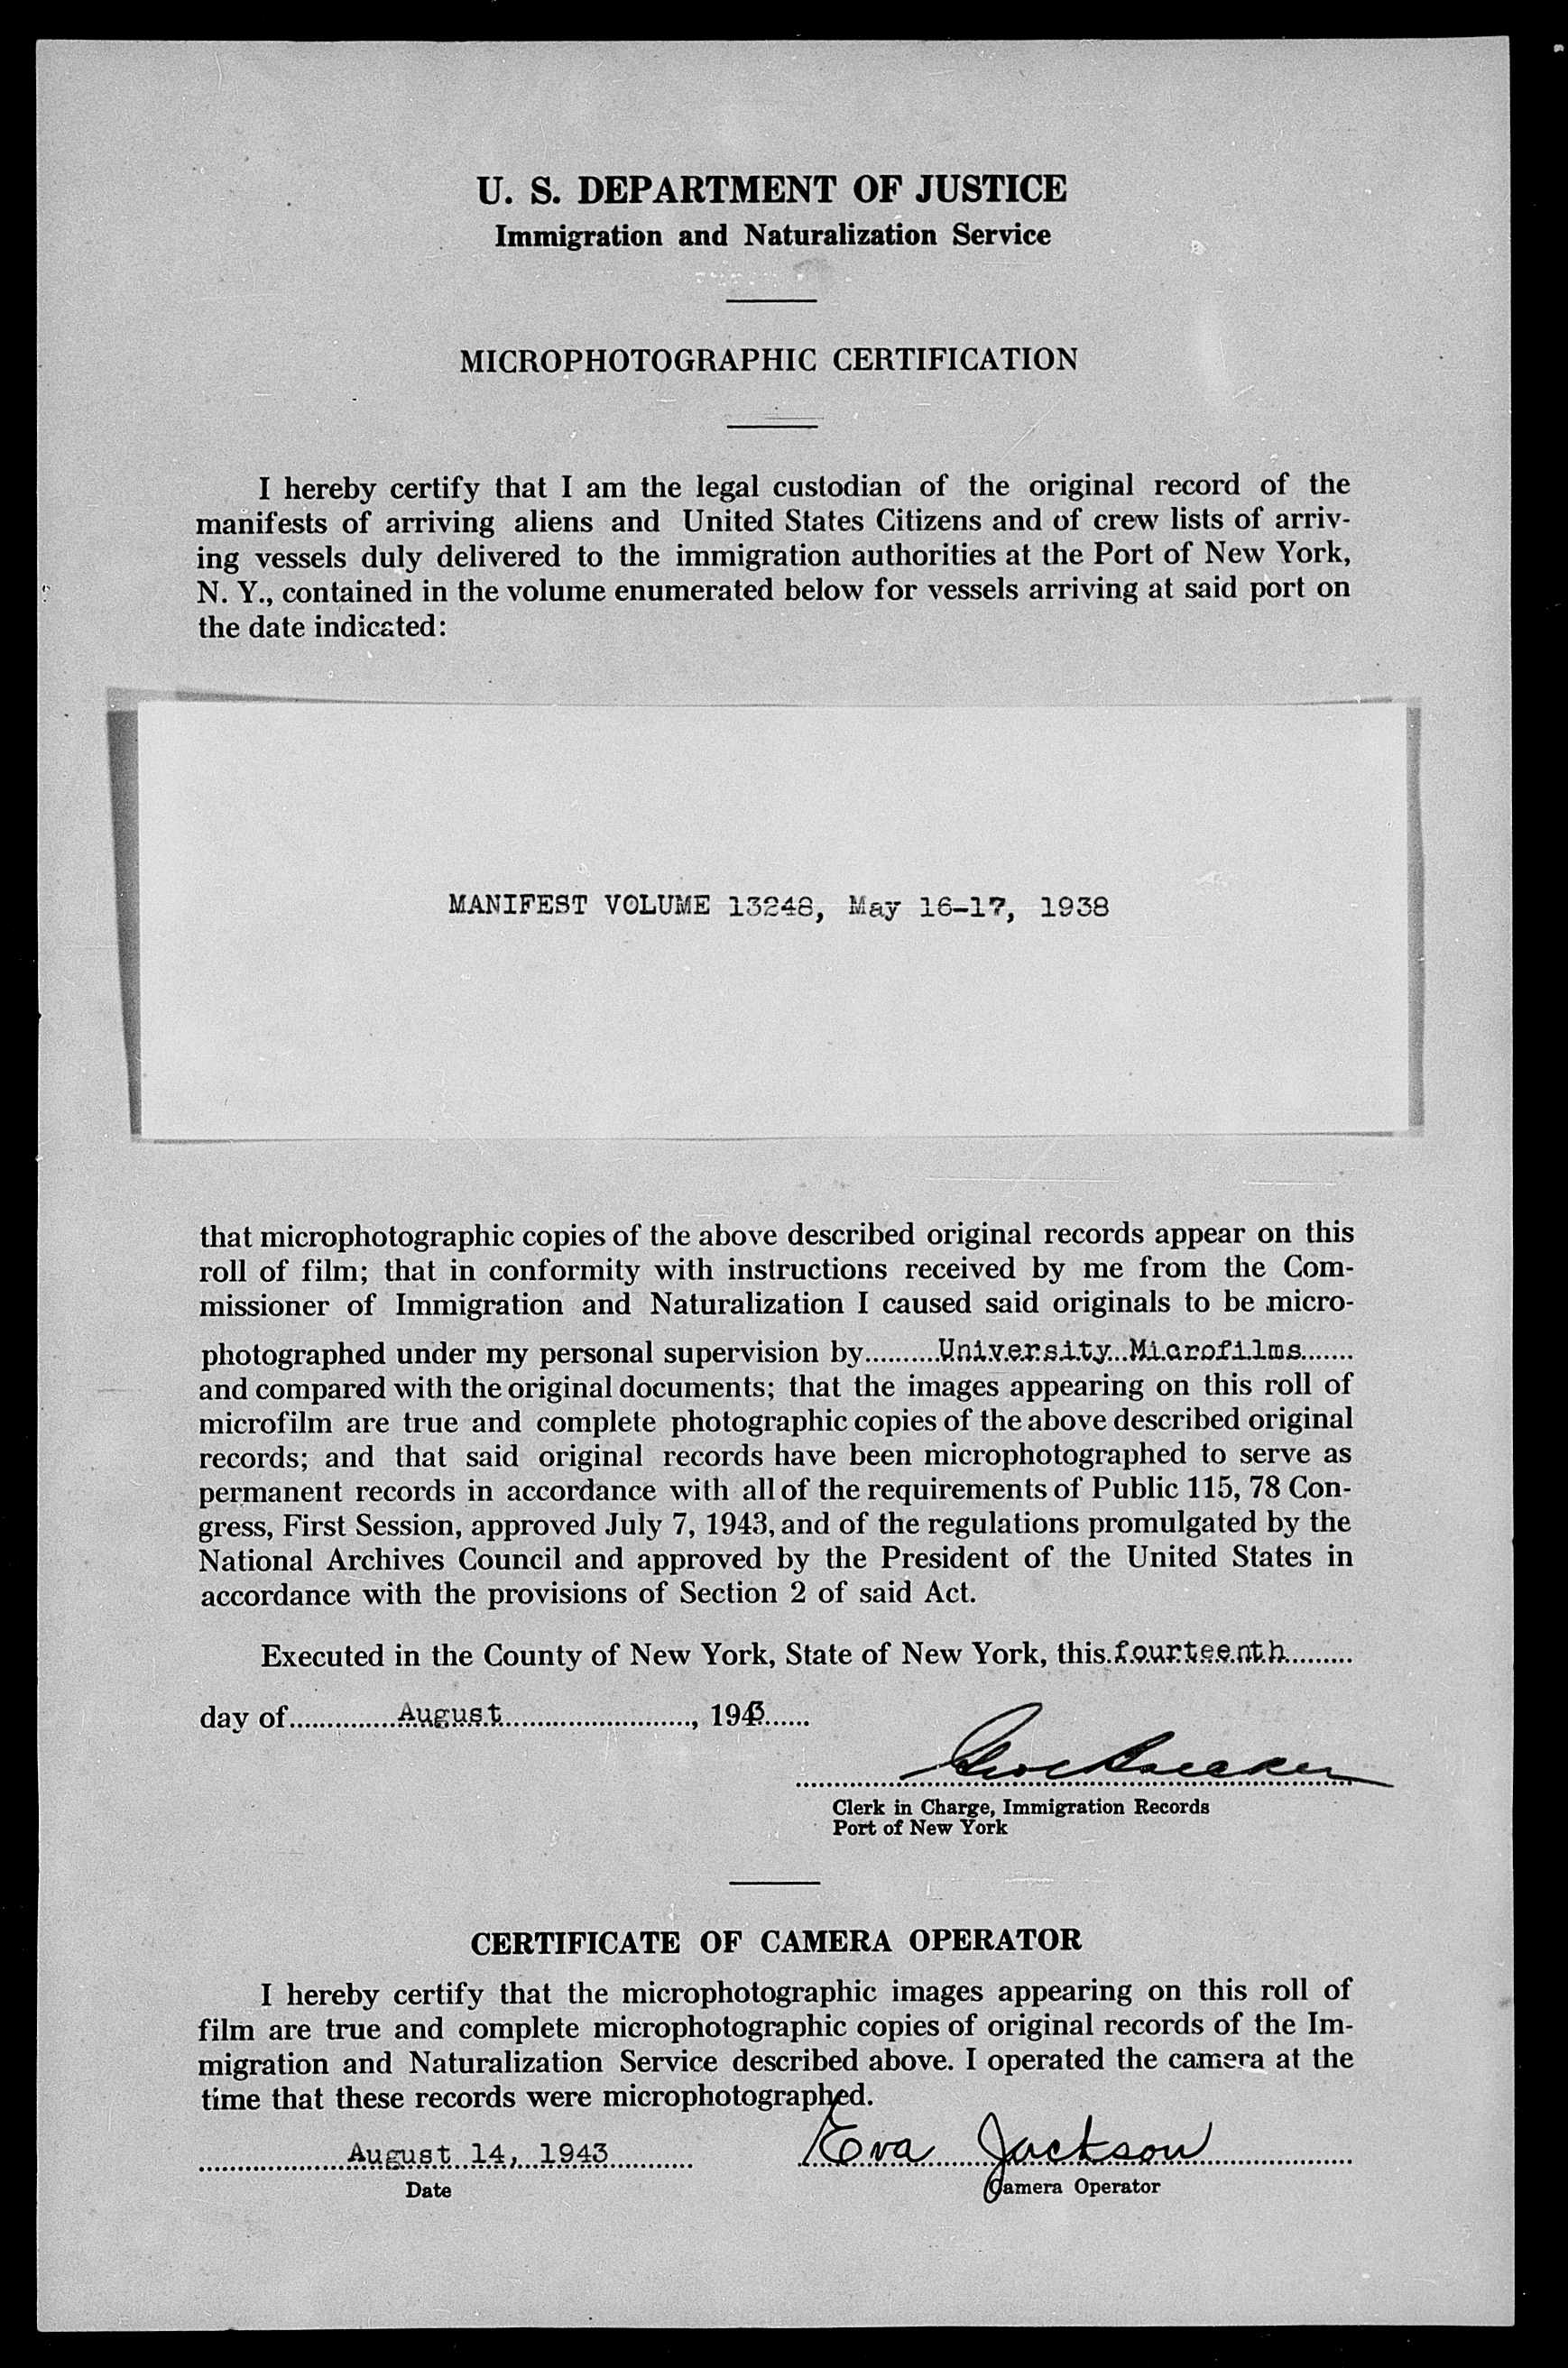 U. S. DEPARTMENT OF JUSTICE
Immigration and Naturalization Service
MICROPHOTOGRAPHIC CERTIFICATION
I hereby certify that I am the legal custodian of the original record of the
manifests of arriving aliens and United States Citizens and of crew lists of arriv-
ing vessels duly delivered to the immigration authorities at the Port of New York,
N. Y., contained in the volume enumerated below for vessels arriving at said port on
the date indicated:
MANIFEST VOLUME 13248, May 16-17, 1938
that microphotographic copies of the above described original records appear on this
roll of film; that in conformity with instructions received by me from the Com-
missioner of Immigration and Naturalization I caused said originals to be micro-
photographed under my personal supervision by University Microfilms
and compared with the original documents; that the images appearing on this roll of
microfilm are true and complete photographic copies of the above described original
records; and that said original records have been microphotographed to serve as
permanent records in accordance with all of the requirements of Public 115, 78 Con-
gress, First Session, approved July 7, 1943, and of the regulations promulgated by the
National Archives Council and approved by the President of the United States in
accordance with the provisions of Section 2 of said Act.
Executed in the County of New York, State of New York, this fourteenth
day of August, 1943
Clerk in Charge, Immigration Records
Port of New York
CERTIFICATE OF CAMERA OPERATOR
I hereby certify that the microphotographic images appearing on this roll of
film are true and complete microphotographic copies of original records of the Im-
migration and Naturalization Service described above. I operated the camera at the
time that these records were microphotographed.
August 14, 1943 Eva Jackson
Date Camera Operator